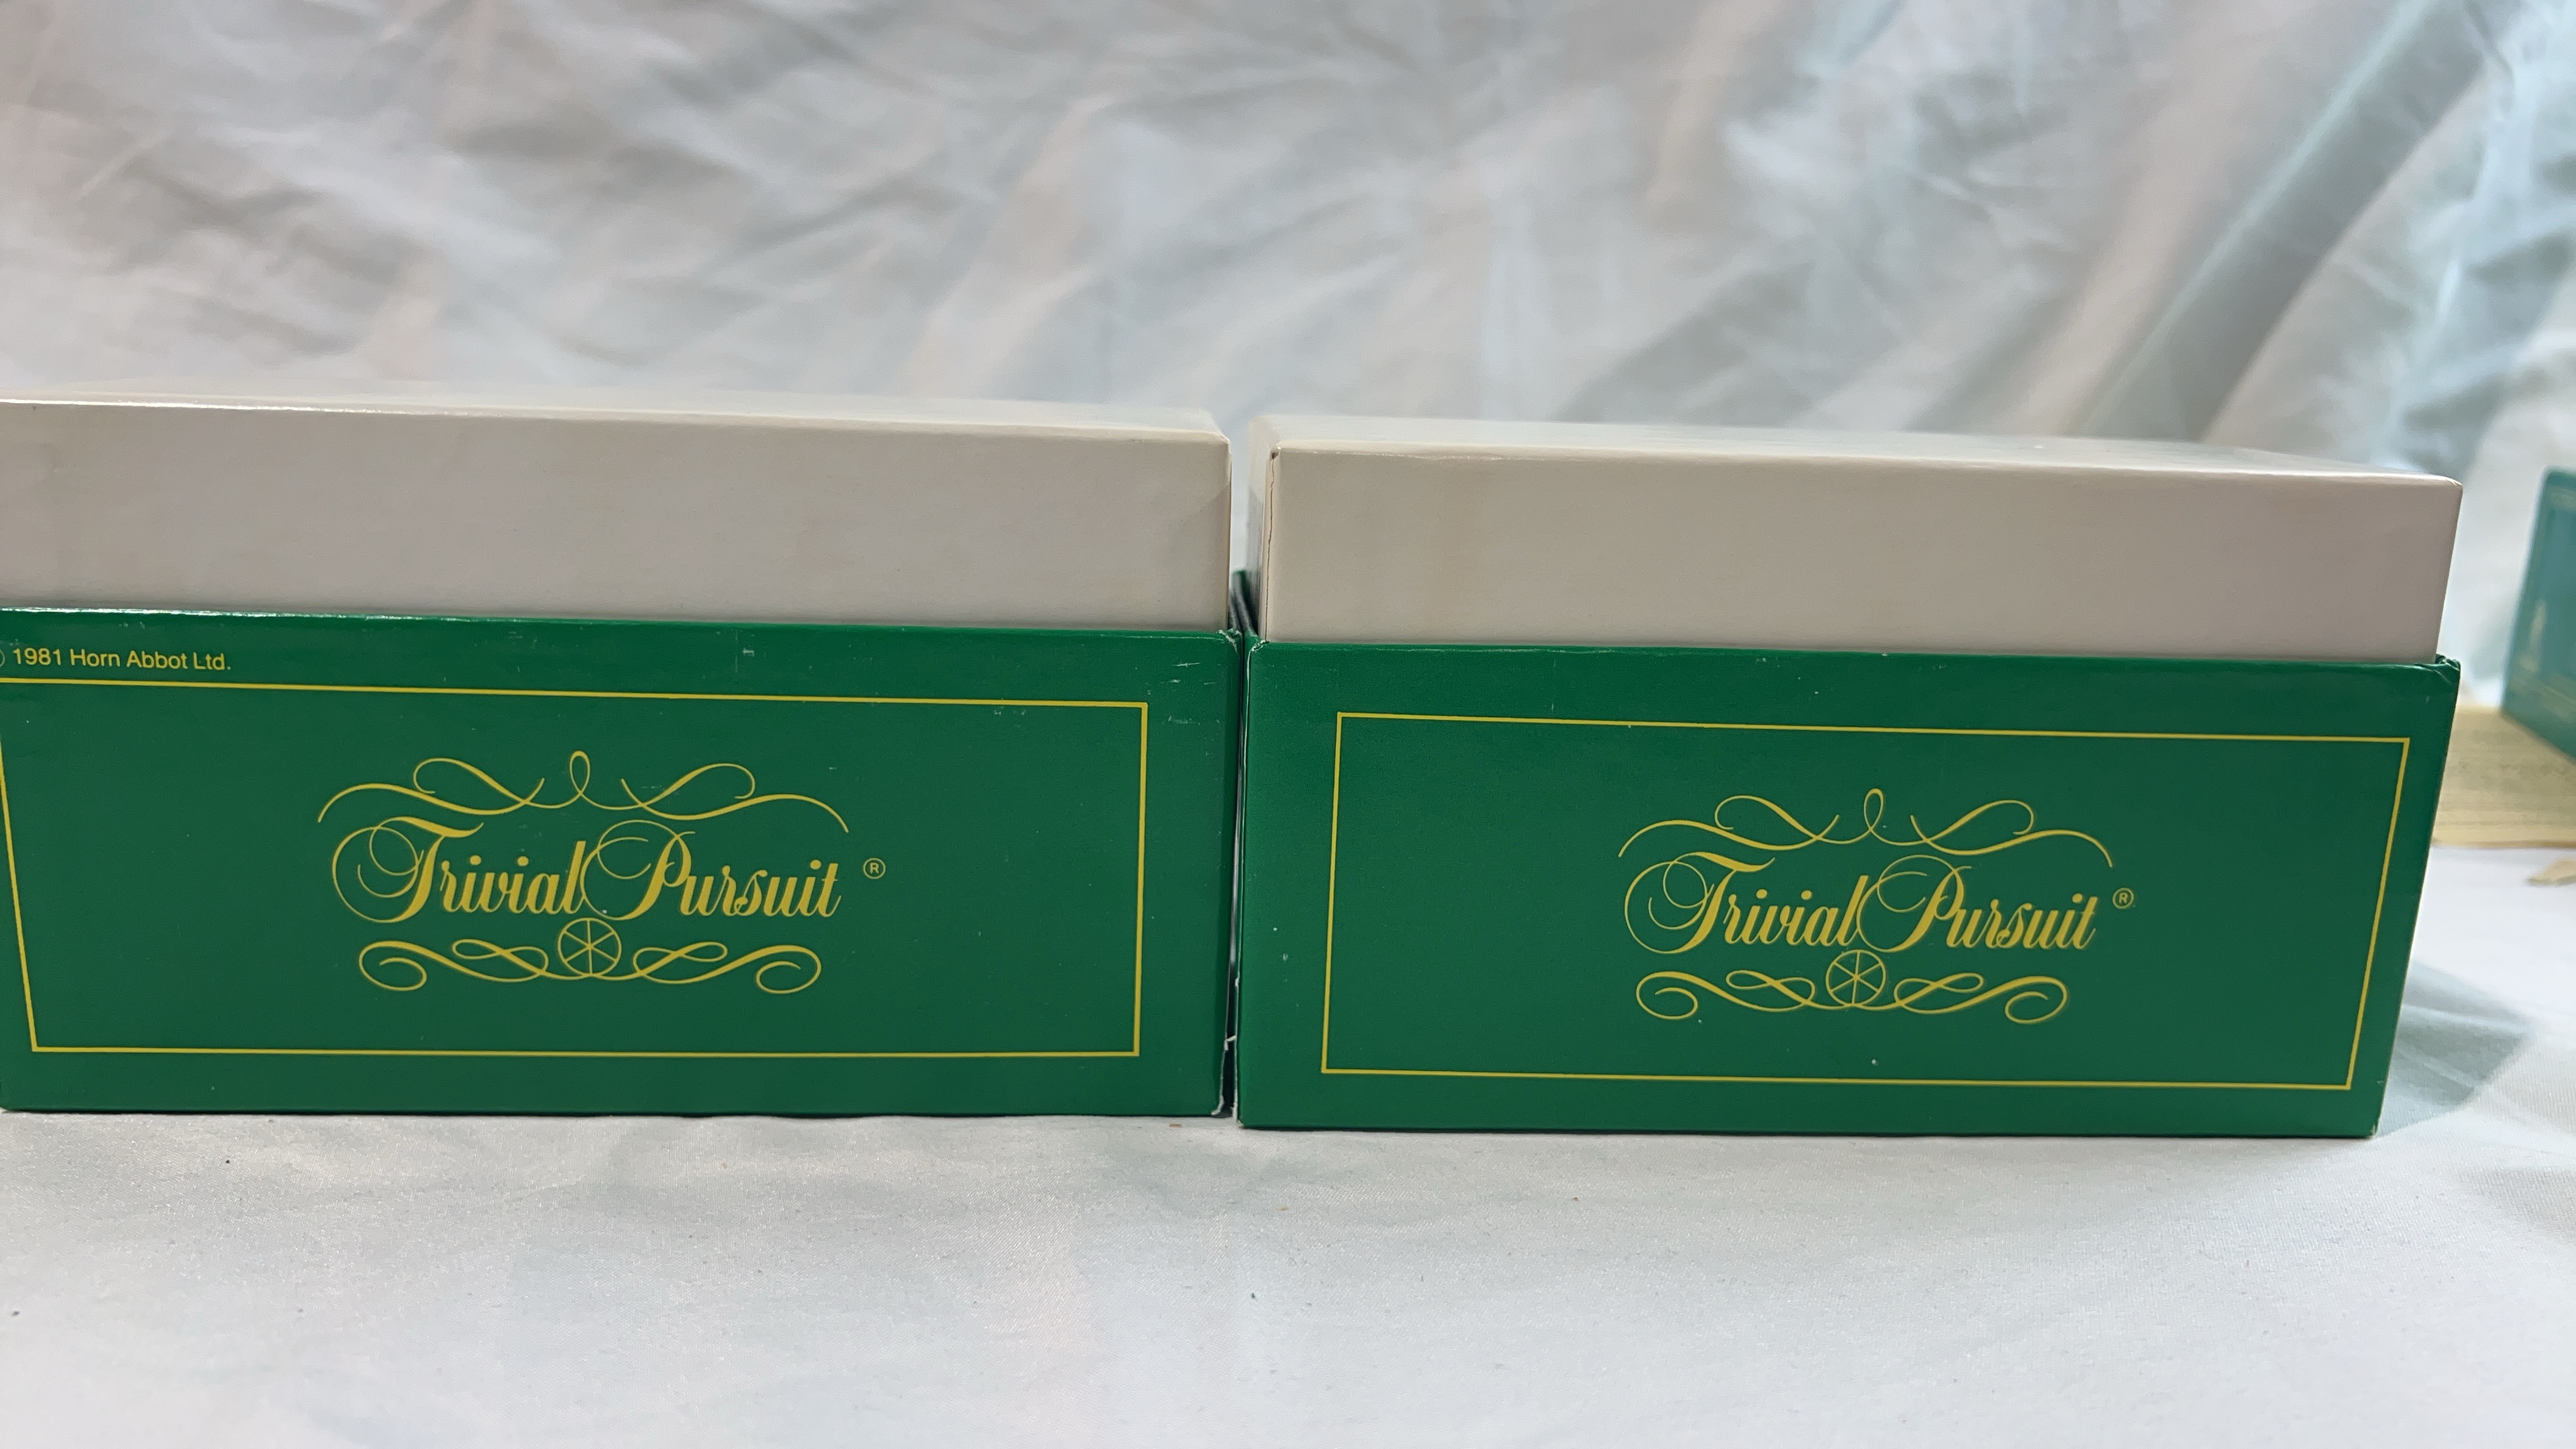 © 1981 Horn Abbot Ltd.
Trivial Pursuit ®
Trivial Pursuit ®